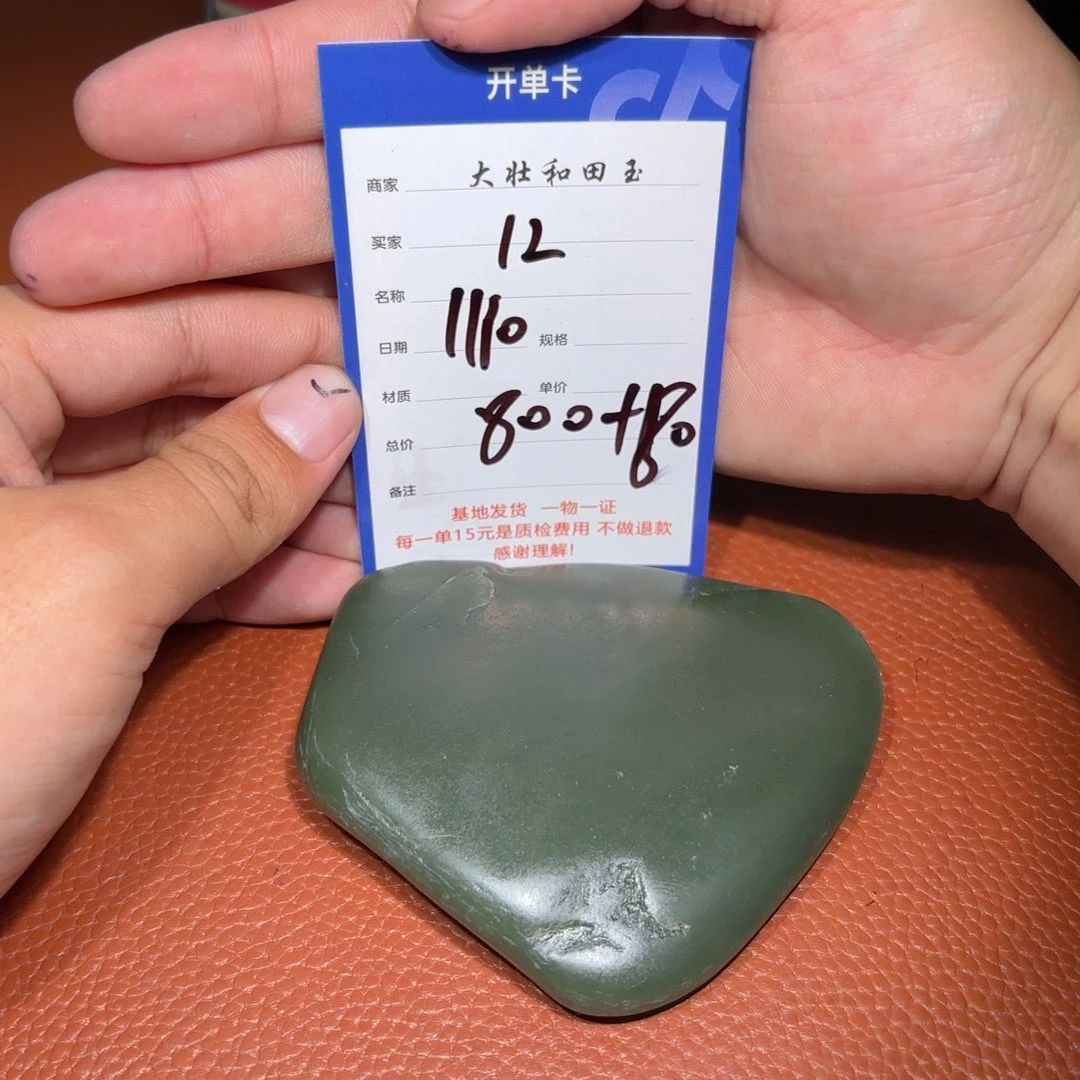 开单卡
商家 大壮和田玉
买家 12
名称
日期 1110 规格
材质 单价
总价 800+80
备注
基地发货 一物一证
每一单15元是质检费用 不做退款
感谢理解!